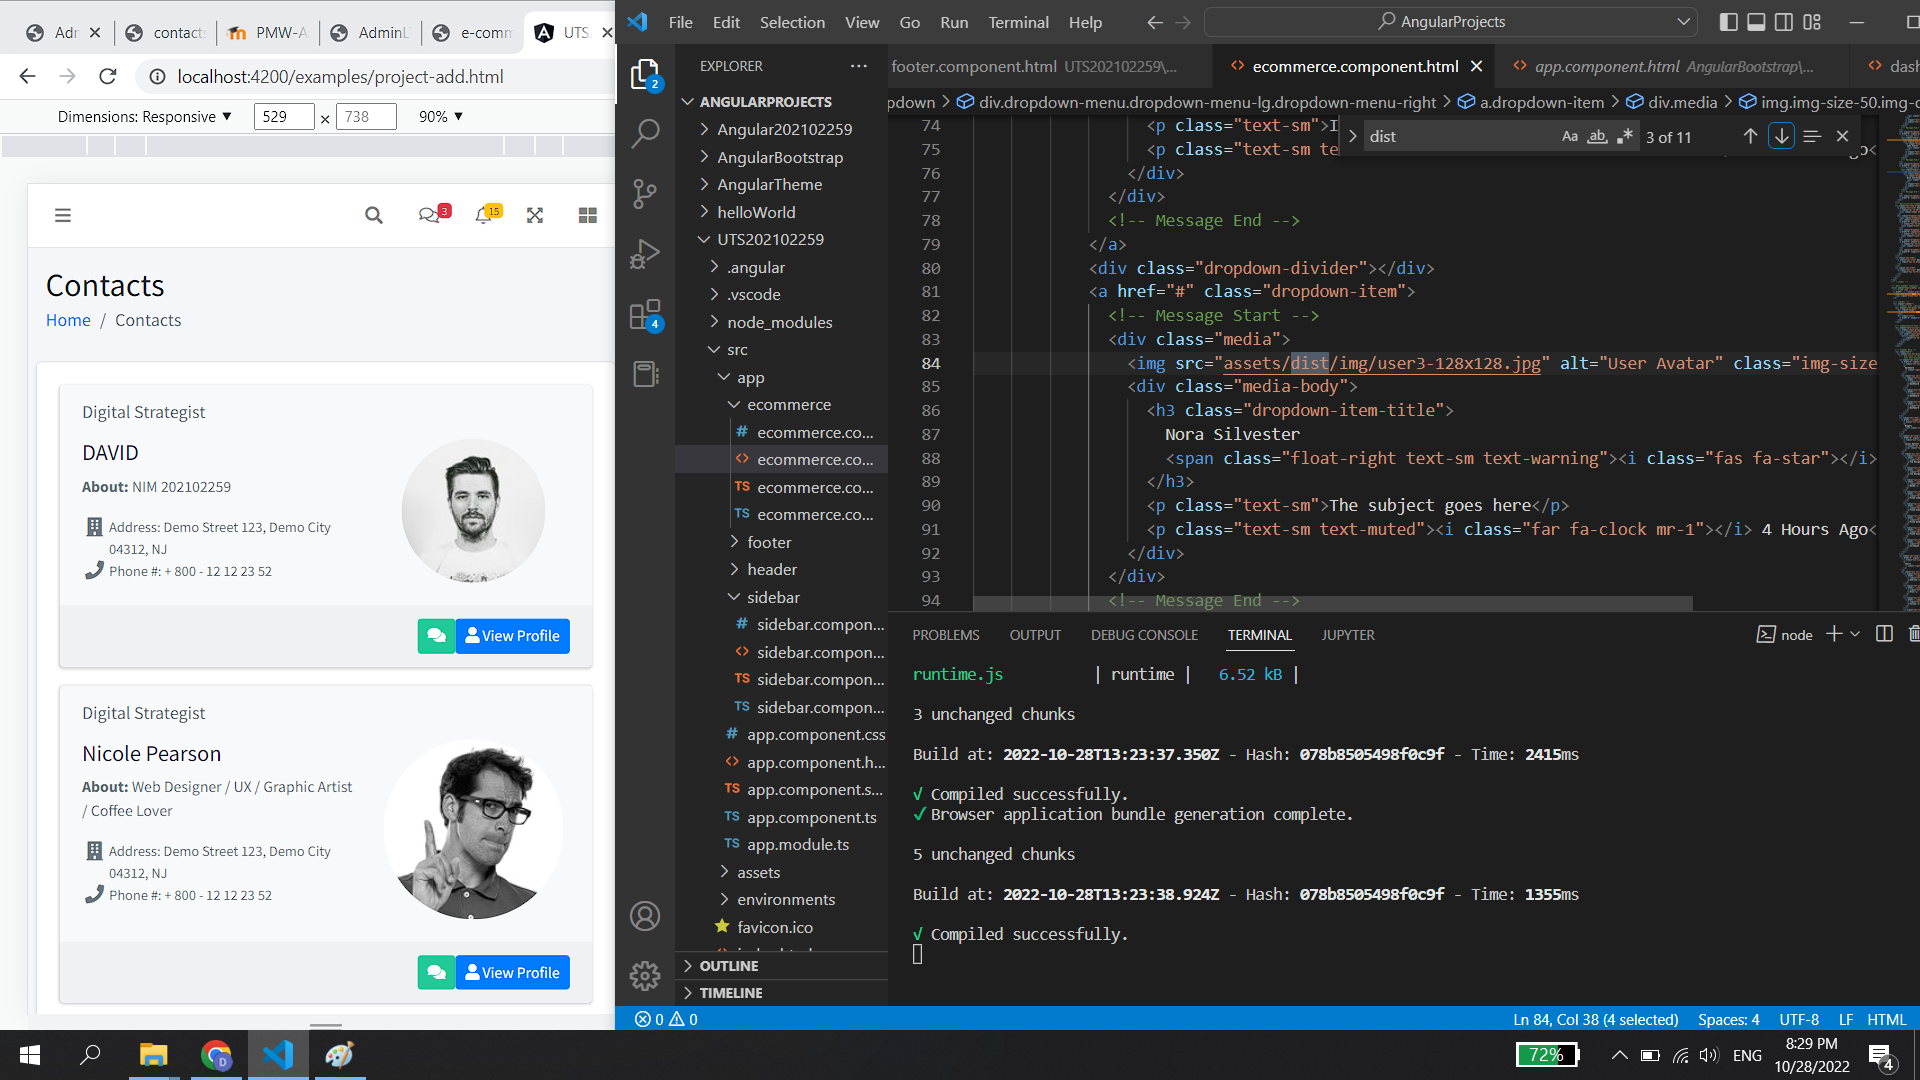 Adr
contact
PMW-A
AdminL
e-comm
UTS
localhost:4200/examples/project-add.html
Dimensions: Responsive ▼ 529 × 738 90% ▼
3
15
Contacts
Home / Contacts
Digital Strategist
DAVID
About: NIM 202102259
Address: Demo Street 123, Demo City
04312, NJ
Phone #: + 800 - 12 12 23 52
View Profile
Digital Strategist
Nicole Pearson
About: Web Designer / UX / Graphic Artist
/ Coffee Lover
Address: Demo Street 123, Demo City
04312, NJ
Phone #: + 800 - 12 12 23 52
View Profile
File Edit Selection View Go Run Terminal Help
AngularProjects
2
4
EXPLORER ...
ANGULARPROJECTS
Angular202102259
AngularBootstrap
AngularTheme
helloWorld
UTS202102259
.angular
.vscode
node_modules
src
app
ecommerce
# ecommerce.co...
<> ecommerce.co...
TS ecommerce.co...
TS ecommerce.co...
footer
header
sidebar
# sidebar.compon...
<> sidebar.compon...
TS sidebar.compon...
TS sidebar.compon...
# app.component.css
<> app.component.h...
TS app.component.s...
TS app.component.ts
TS app.module.ts
assets
environments
favicon.ico
OUTLINE
TIMELINE
footer.component.html UTS202102259\...
<> ecommerce.component.html
<> app.component.html AngularBootstrap\...
<> dash
pdown > div.dropdown-menu.dropdown-menu-lg.dropdown-menu-right > a.dropdown-item > div.media > img.img-size-50.img-c
dist Aa ab 3 of 11
74 <p class="text-sm">I
75 <p class="text-sm te go<
76 </div>
77 </div>
78 <!-- Message End -->
79 </a>
80 <div class="dropdown-divider"></div>
81 <a href="#" class="dropdown-item">
82 <!-- Message Start -->
83 <div class="media">
84 <img src="assets/dist/img/user3-128x128.jpg" alt="User Avatar" class="img-size
85 <div class="media-body">
86 <h3 class="dropdown-item-title">
87 Nora Silvester
88 <span class="float-right text-sm text-warning"><i class="fas fa-star"></i>
89 </h3>
90 <p class="text-sm">The subject goes here</p>
91 <p class="text-sm text-muted"><i class="far fa-clock mr-1"></i> 4 Hours Ago<
92 </div>
93 </div>
94 <!-- Message End -->
PROBLEMS OUTPUT DEBUG CONSOLE TERMINAL JUPYTER
node
runtime.js | runtime | 6.52 kB |
3 unchanged chunks
Build at: 2022-10-28T13:23:37.350Z - Hash: 078b8505498f0c9f - Time: 2415ms
√ Compiled successfully.
✔ Browser application bundle generation complete.
5 unchanged chunks
Build at: 2022-10-28T13:23:38.924Z - Hash: 078b8505498f0c9f - Time: 1355ms
√ Compiled successfully.
0 0
Ln 84, Col 38 (4 selected) Spaces: 4 UTF-8 LF HTML
D
72%
ENG
8:29 PM
10/28/2022
4